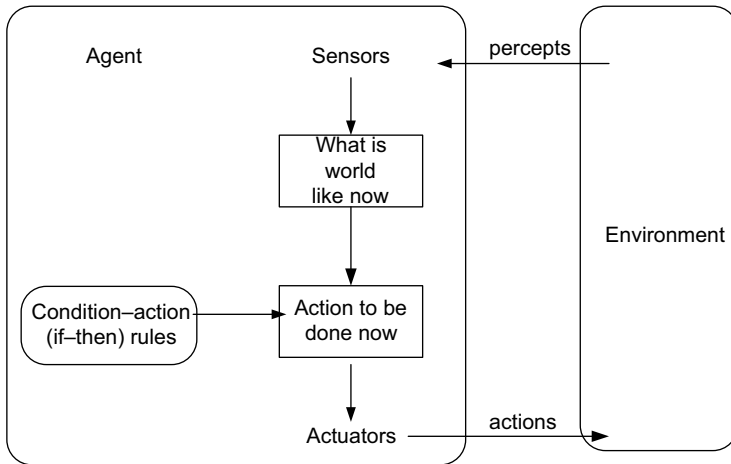 Agent
Sensors
percepts
What is
world
like now
Environment
Condition–action
(if–then) rules
Action to be
done now
Actuators
actions